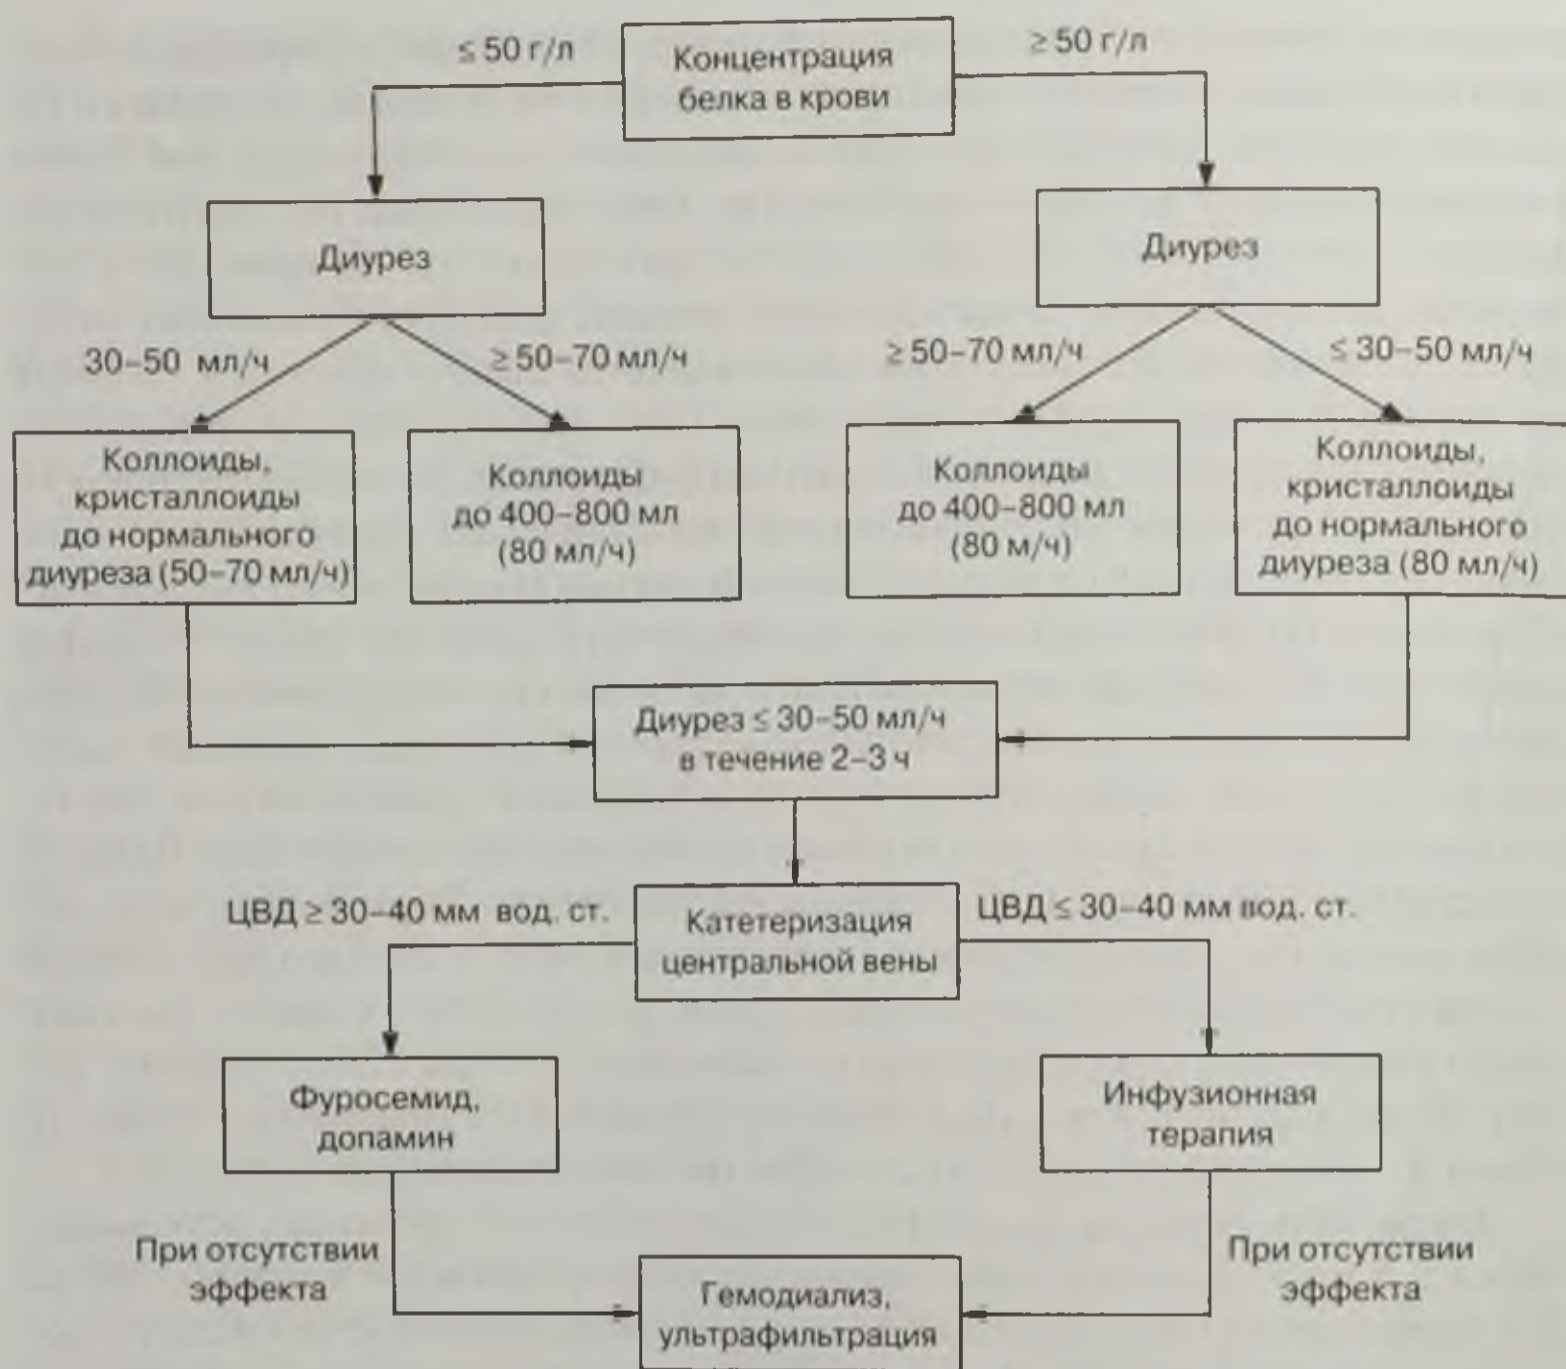 ≤ 50 г/л
Концентрация
белка в крови
≥ 50 г/л
Диурез
Диурез
30–50 мл/ч
≥ 50–70 мл/ч
≥ 50–70 мл/ч
≤ 30–50 мл/ч
Коллоиды,
кристаллоиды
до нормального
диуреза (50–70 мл/ч)
Коллоиды
до 400–800 мл
(80 мл/ч)
Коллоиды
до 400–800 мл
(80 м/ч)
Коллоиды,
кристаллоиды
до нормального
диуреза (80 мл/ч)
Диурез ≤ 30–50 мл/ч
в течение 2–3 ч
ЦВД ≥ 30–40 мм вод. ст.
Катетеризация
центральной вены
ЦВД ≤ 30–40 мм вод. ст.
Фуросемид,
допамин
Инфузионная
терапия
При отсутствии
эффекта
Гемодиализ,
ультрафильтрация
При отсутствии
эффекта